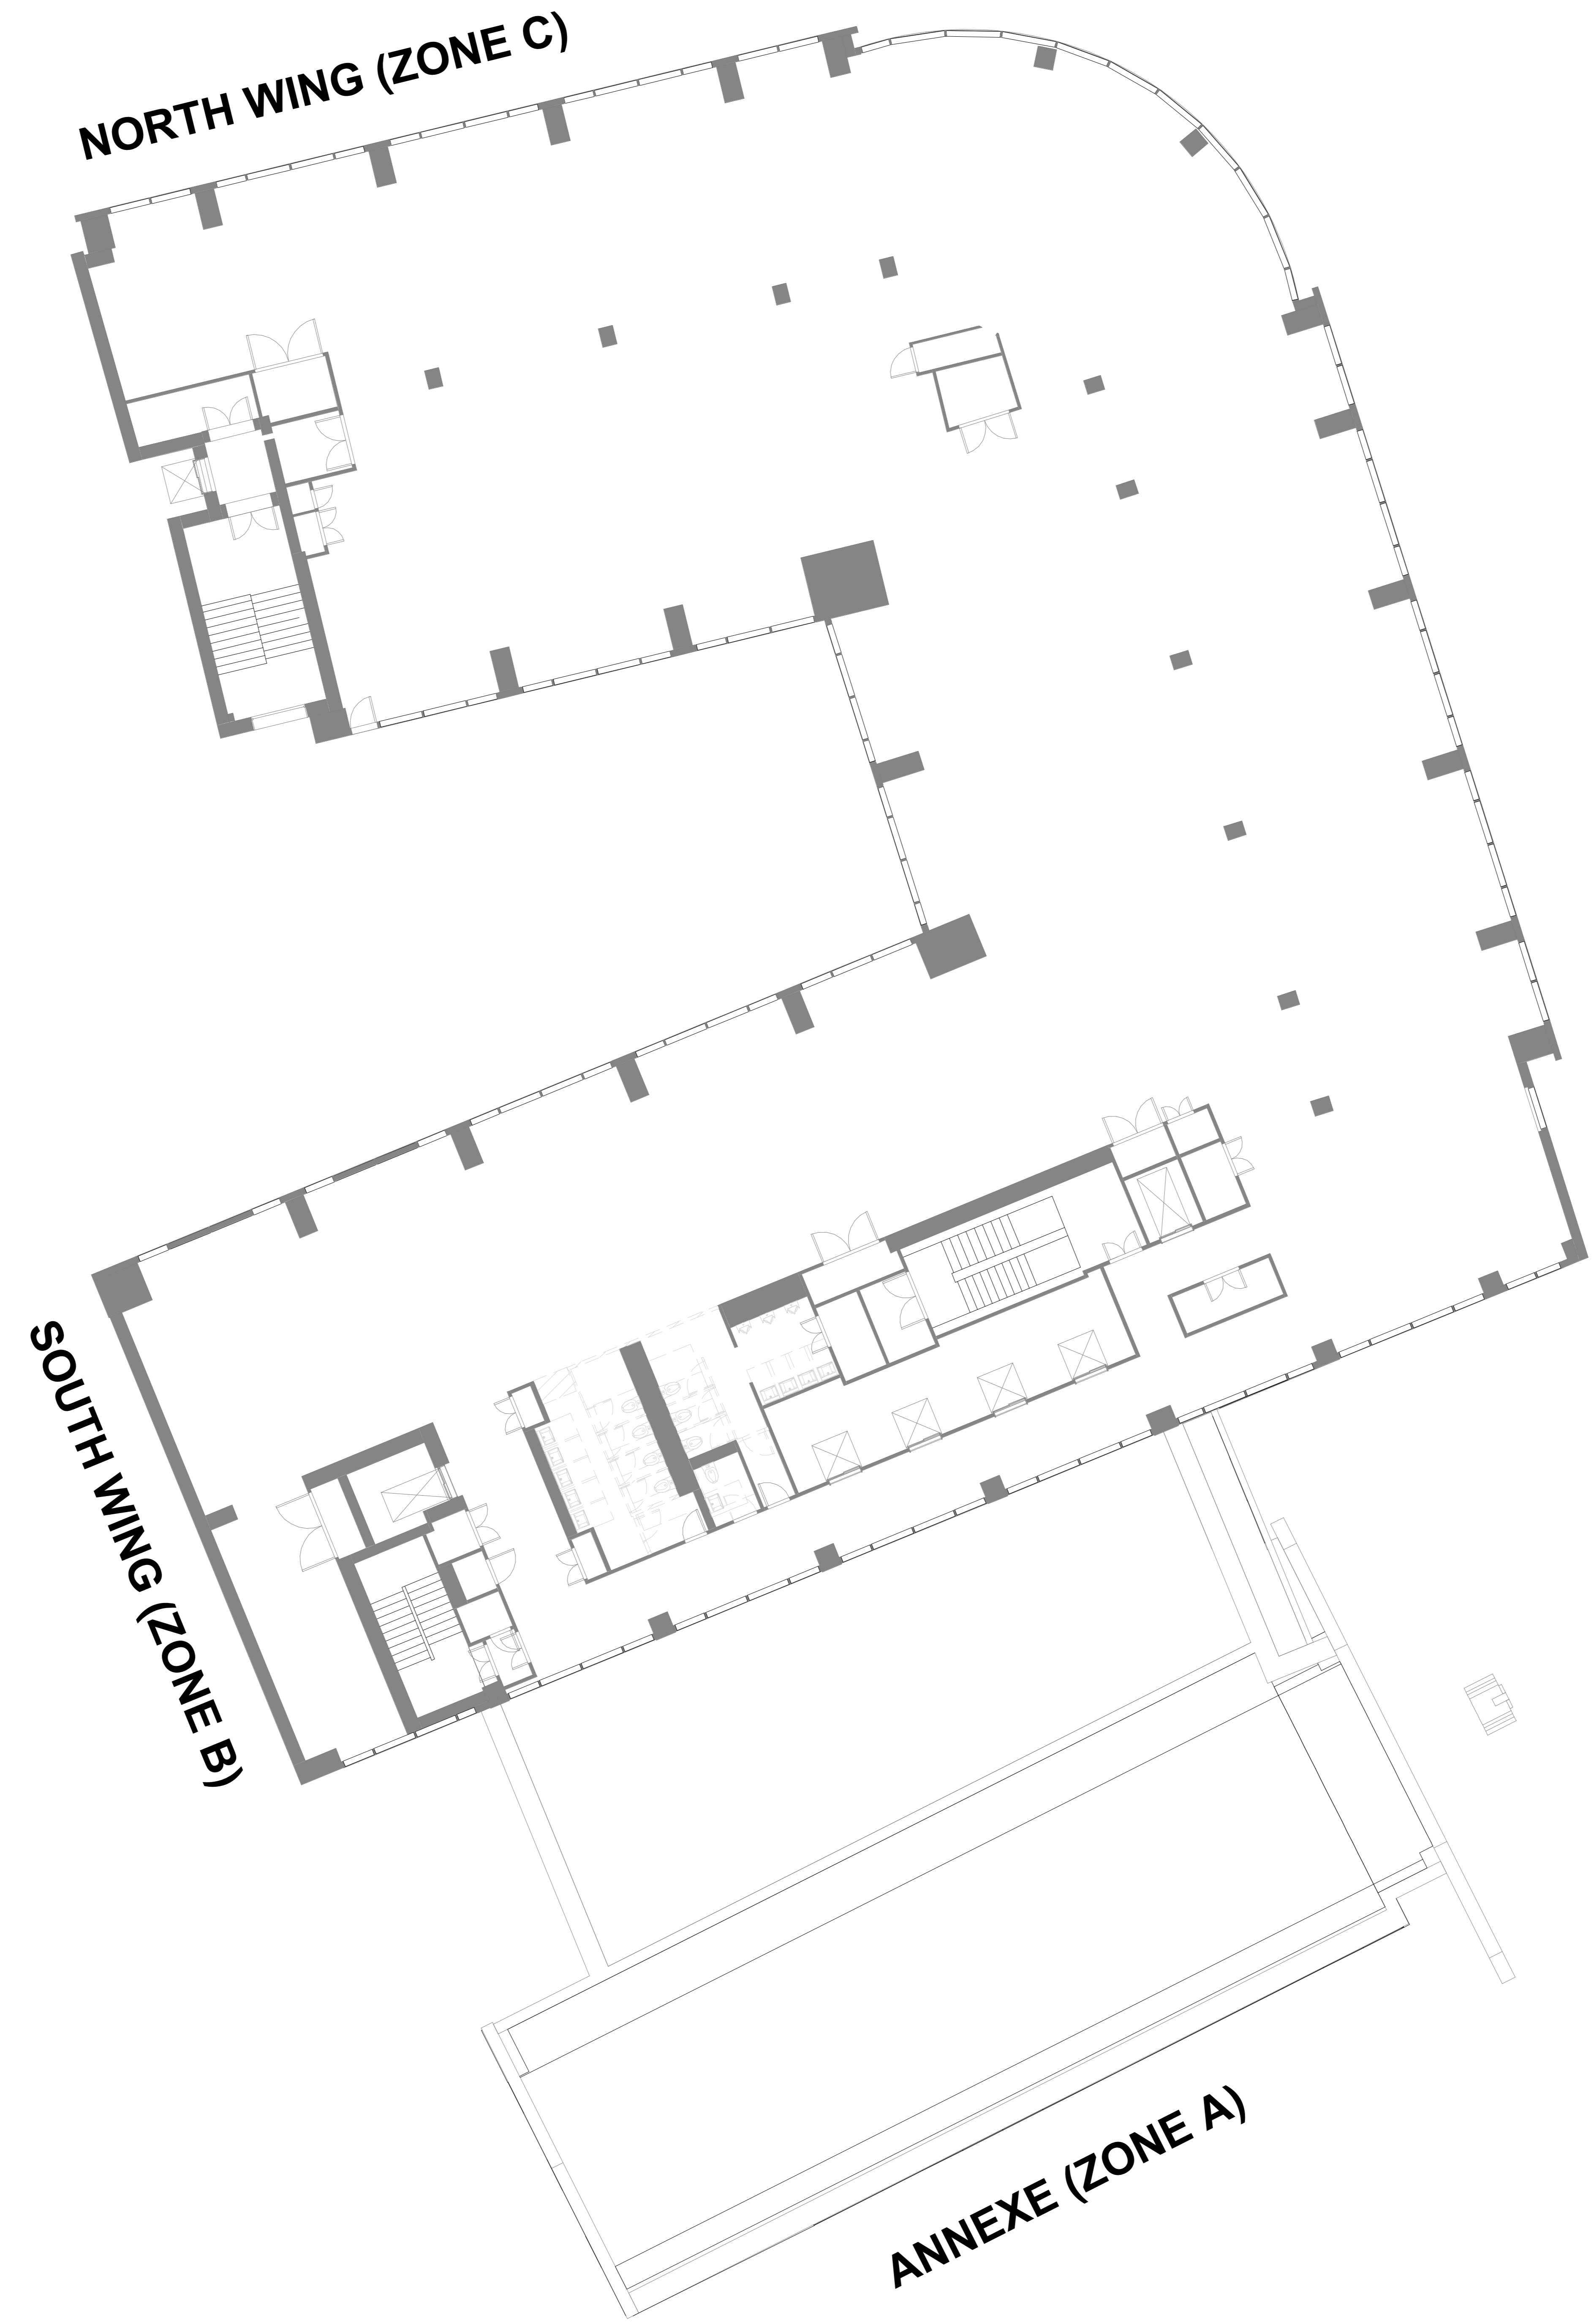 NORTH WING (ZONE C)
SOUTH WING (ZONE B)
ANNEXE (ZONE A)